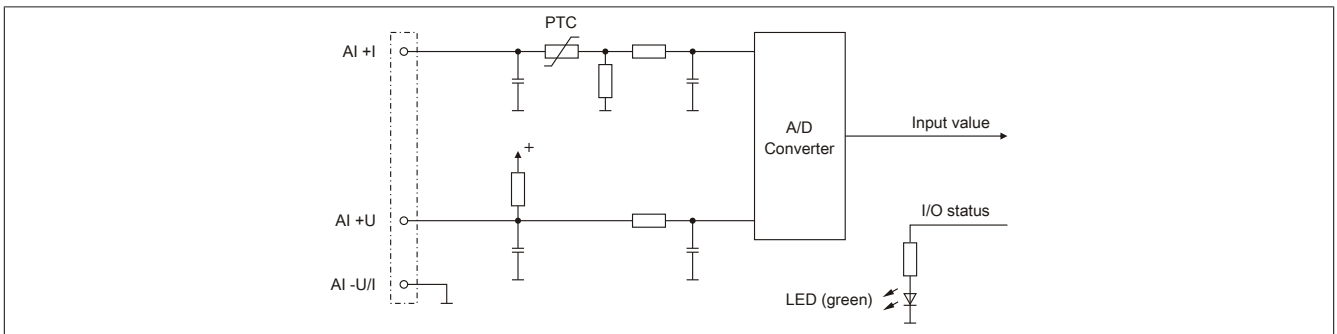 PTC
AI +I
A/D
Converter
Input value
+
AI +U
I/O status
AI -U/I
LED (green)